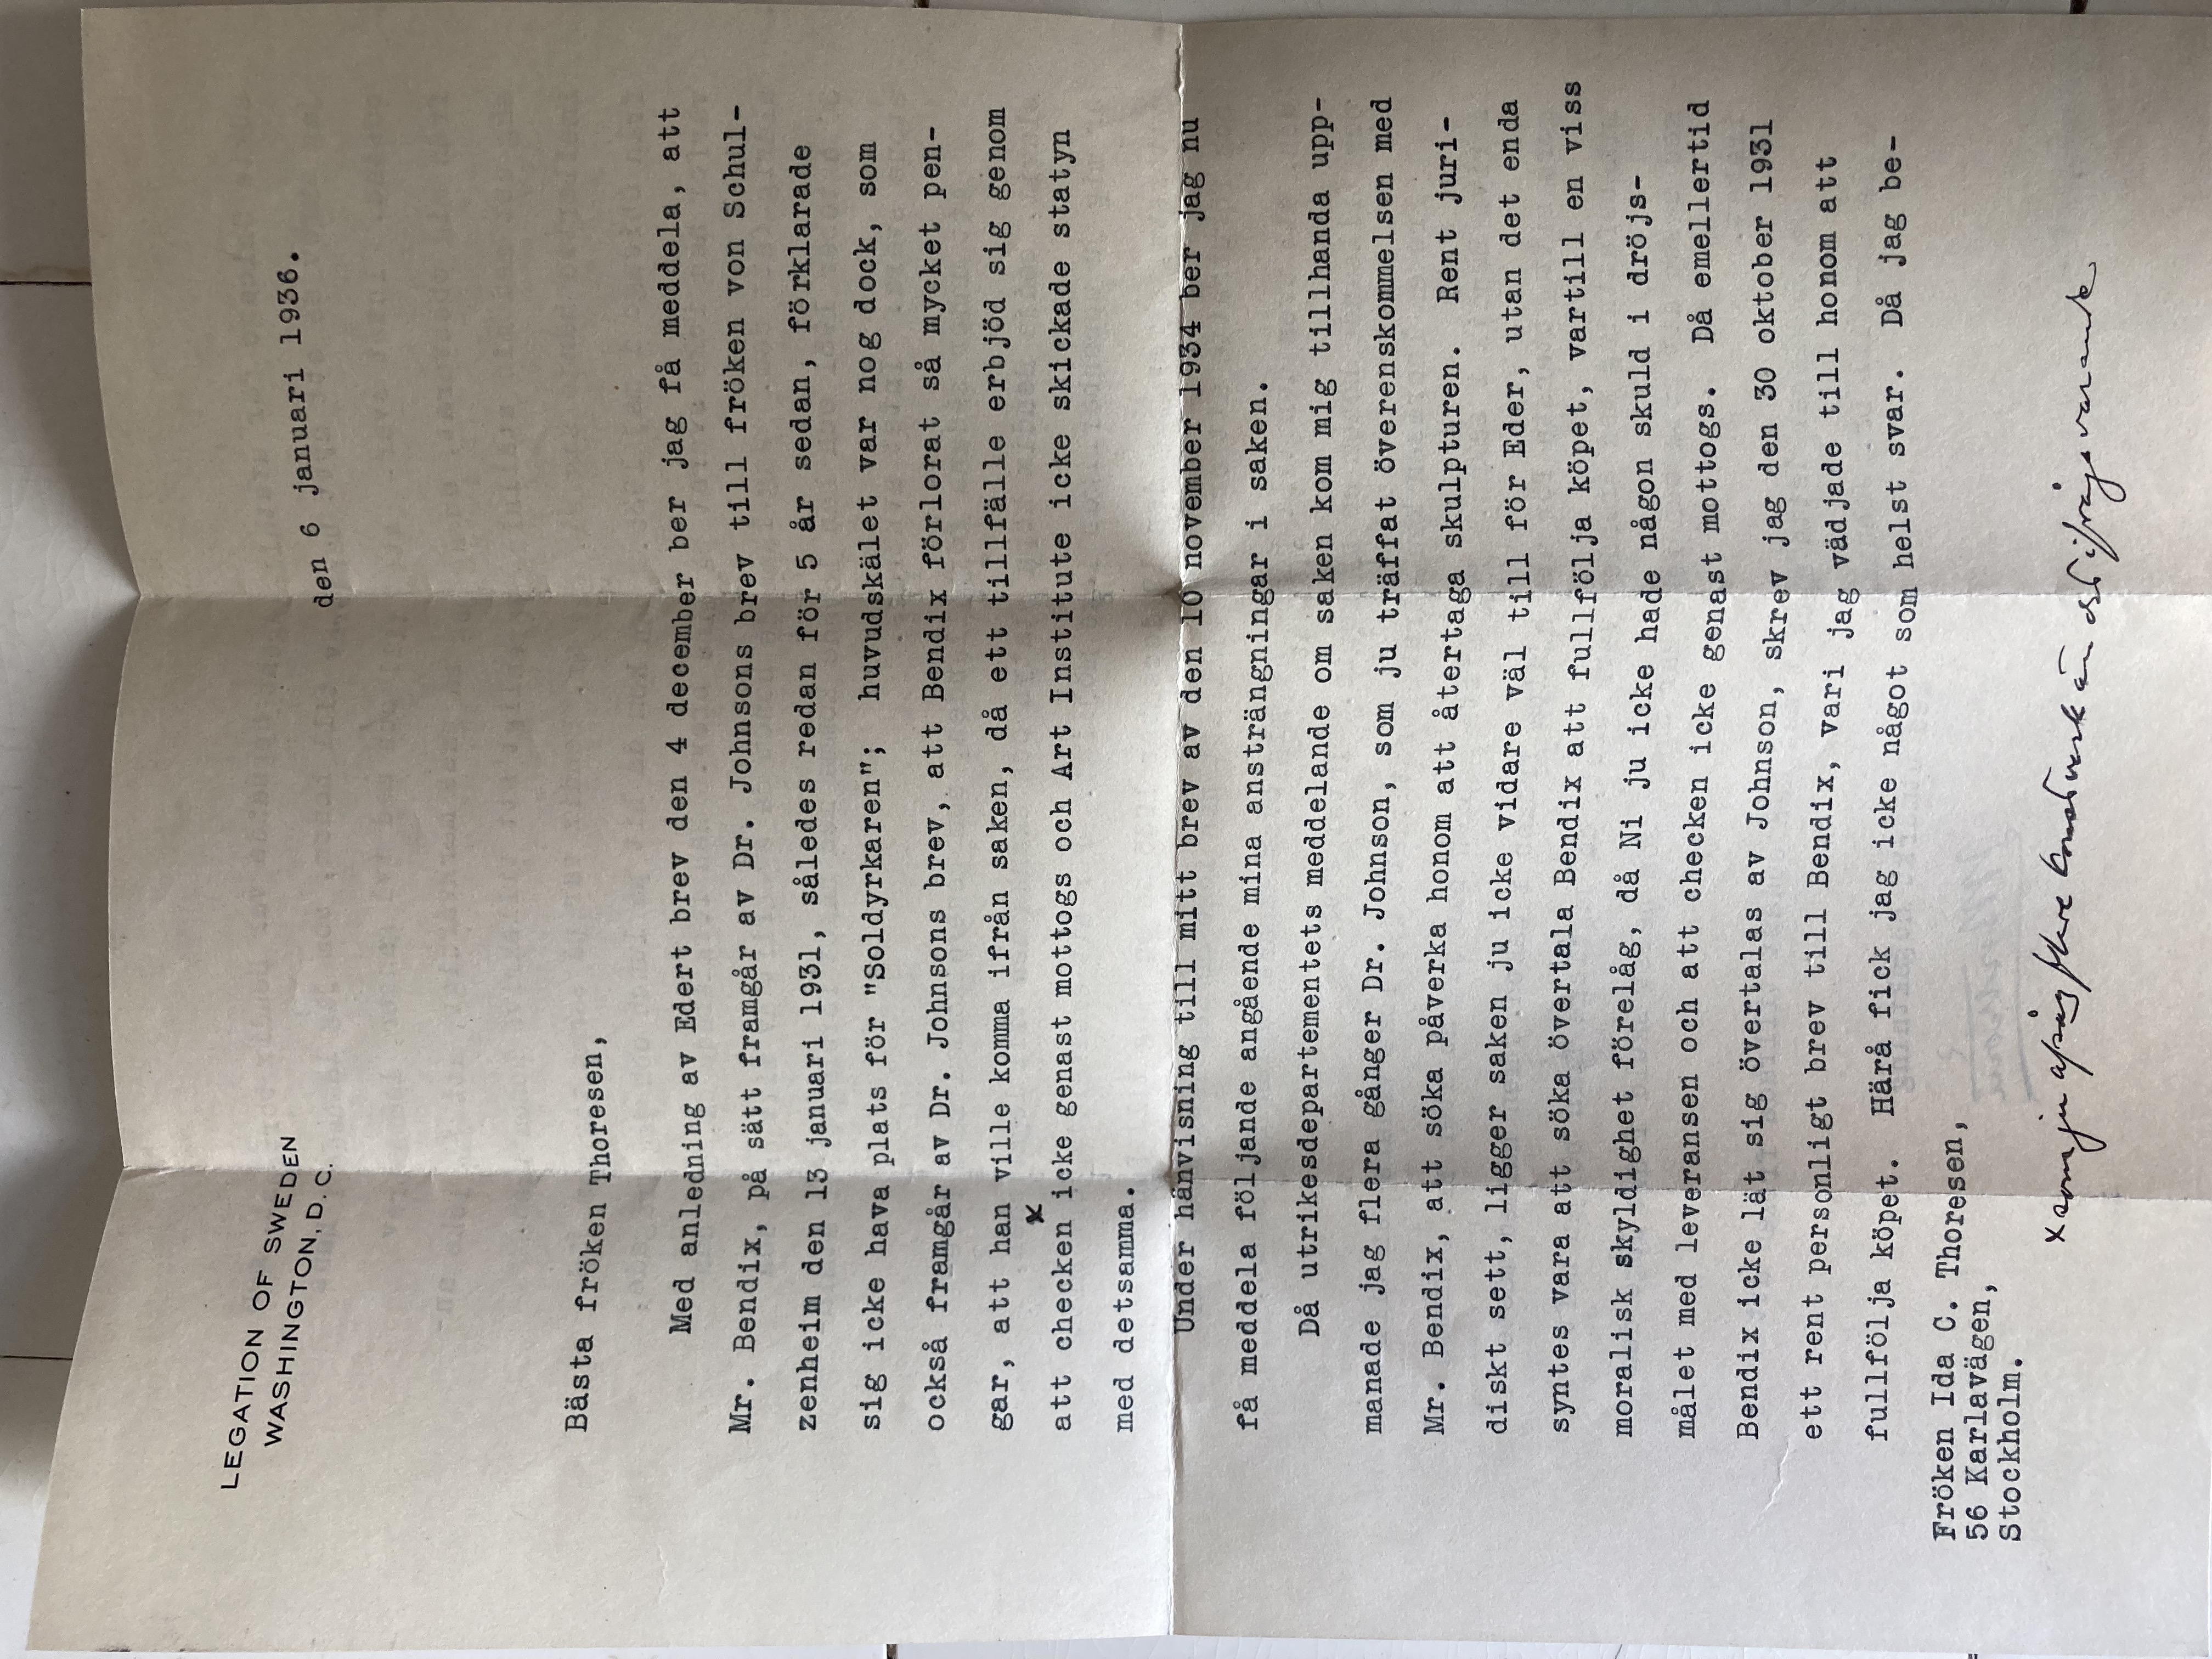 LEGATION OF SWEDEN
WASHINGTON, D. C.
den 6 januari 1936.
Bästa fröken Thoresen,
Med anledning av Edert brev den 4 december ber jag få meddela, att
Mr. Bendix, på sätt framgår av Dr. Johnsons brev till fröken von Schul-
zenheim den 13 januari 1931, således redan för 5 år sedan, förklarade
sig icke hava plats för "Soldyrkaren"; huvudskälet var nog dock, som
också framgår av Dr. Johnsons brev, att Bendix förlorat så mycket pen-
gar, att han ville komma ifrån saken, då ett tillfälle erbjöd sig genom
att checken x icke genast mottogs och Art Institute icke skickade statyn
med detsamma.
Under hänvisning till mitt brev av den 10 november 1934 ber jag nu
få meddela följande angående mina ansträngningar i saken.
Då utrikesdepartementets meddelande om saken kom mig tillhanda upp-
manade jag flera gånger Dr. Johnson, som ju träffat överenskommelsen med
Mr. Bendix, att söka påverka honom att återtaga skulpturen. Rent juri-
diskt sett, ligger saken ju icke vidare väl till för Eder, utan det enda
syntes vara att söka övertala Bendix att fullfölja köpet, vartill en viss
moralisk skyldighet förelåg, då Ni ju icke hade någon skuld i dröjs-
målet med leveransen och att checken icke genast mottogs. Då emellertid
Bendix icke lät sig övertalas av Johnson, skrev jag den 30 oktober 1931
ett rent personligt brev till Bendix, vari jag vädjade till honom att
fullfölja köpet. Härå fick jag icke något som helst svar. Då jag be-
Fröken Ida C. Thoresen,
56 Karlavägen,
Stockholm.
x som ju afsåg flere konstverk än det ifrågavarande